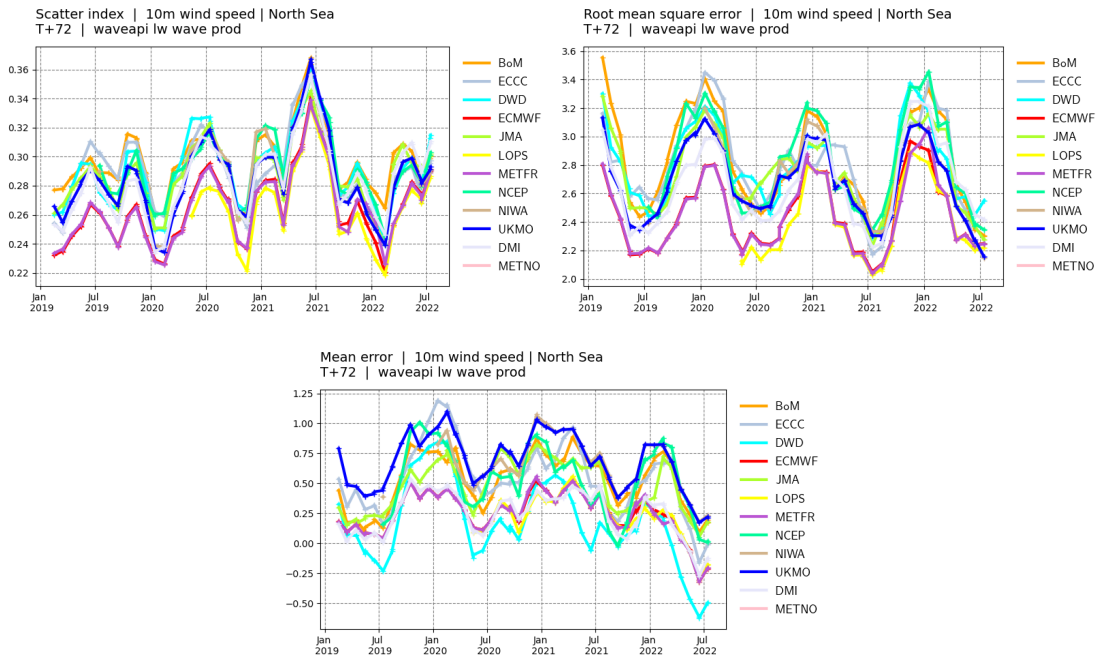 Scatter index | 10m wind speed | North Sea
T+72 | waveapi lw wave prod
0.36
0.34
0.32
0.30
0.28
0.26
0.24
0.22
Jan
2019
Jul
2019
Jan
2020
Jul
2020
Jan
2021
Jul
2021
Jan
2022
Jul
2022
BoM
ECCC
DWD
ECMWF
JMA
LOPS
METFR
NCEP
NIWA
UKMO
DMI
METNO
Root mean square error | 10m wind speed | North Sea
T+72 | waveapi lw wave prod
3.6
3.4
3.2
3.0
2.8
2.6
2.4
2.2
2.0
Jan
2019
Jul
2019
Jan
2020
Jul
2020
Jan
2021
Jul
2021
Jan
2022
Jul
2022
BoM
ECCC
DWD
ECMWF
JMA
LOPS
METFR
NCEP
NIWA
UKMO
DMI
METNO
Mean error | 10m wind speed | North Sea
T+72 | waveapi lw wave prod
1.25
1.00
0.75
0.50
0.25
0.00
−0.25
−0.50
Jan
2019
Jul
2019
Jan
2020
Jul
2020
Jan
2021
Jul
2021
Jan
2022
Jul
2022
BoM
ECCC
DWD
ECMWF
JMA
LOPS
METFR
NCEP
NIWA
UKMO
DMI
METNO